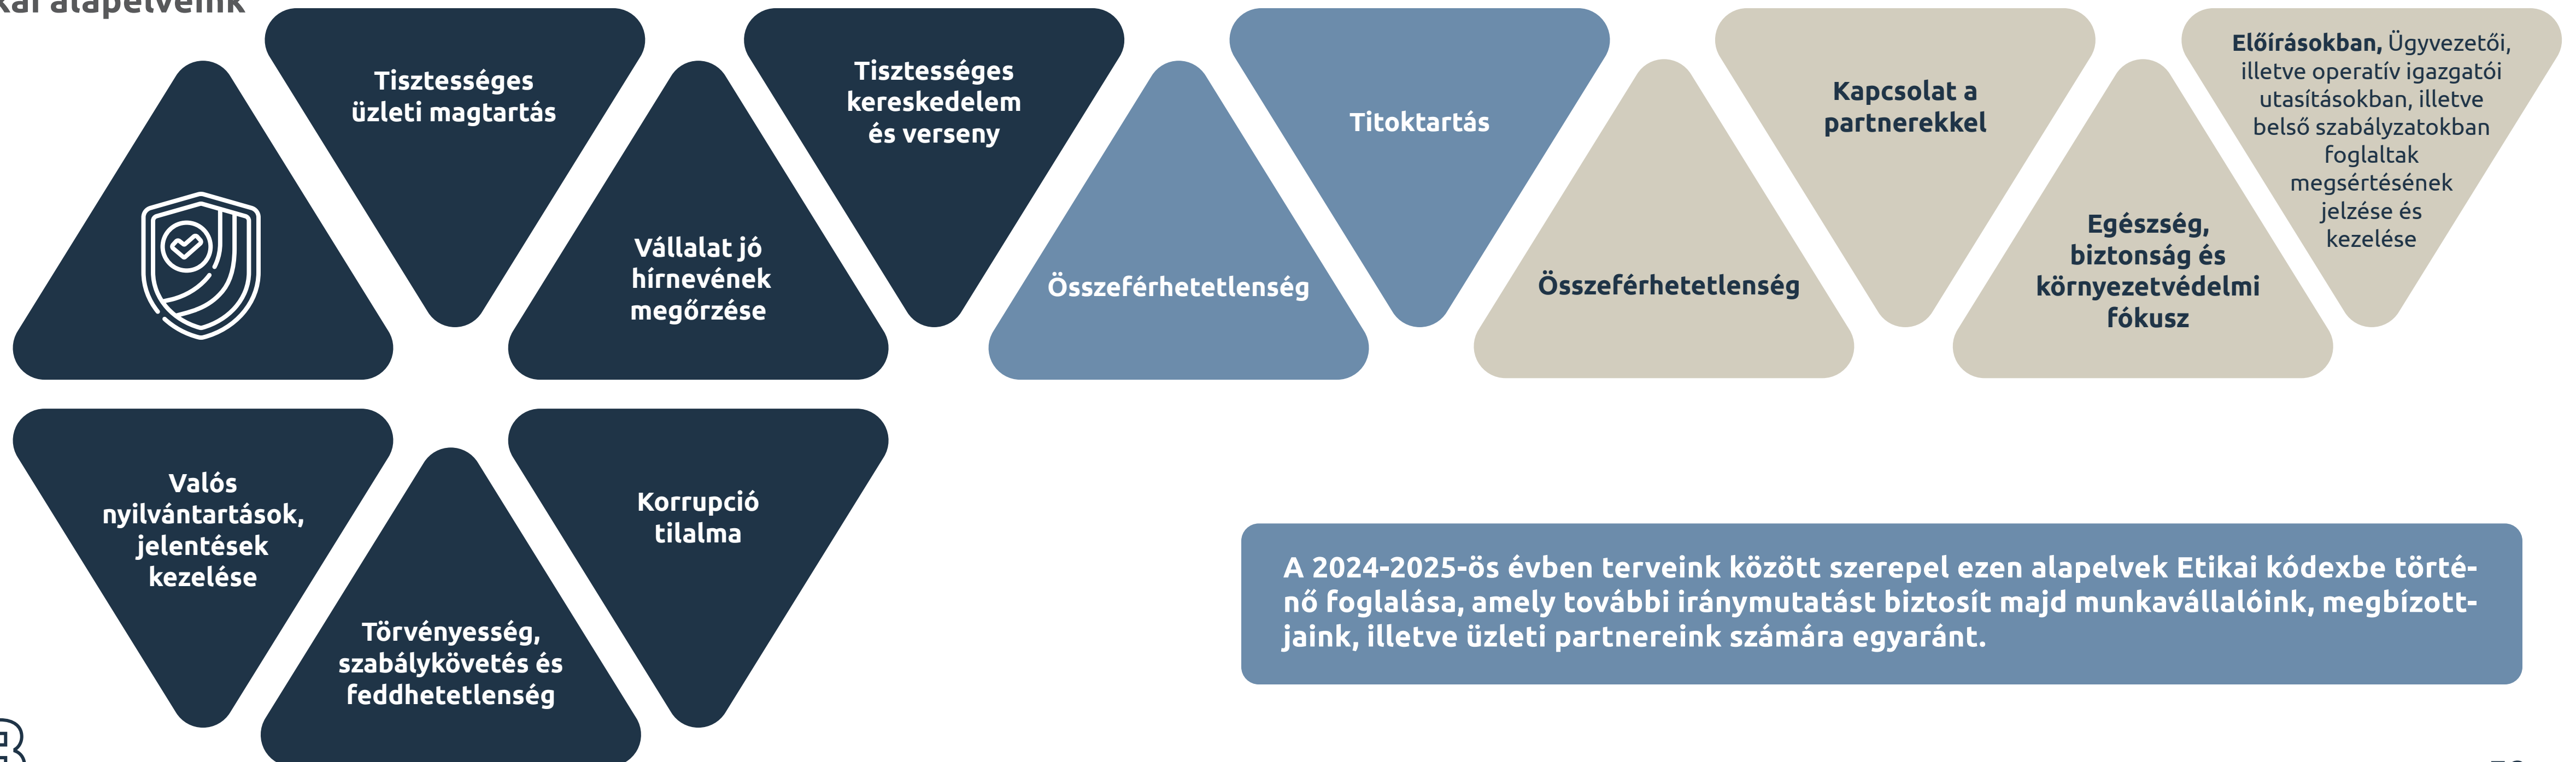 alapelveink
Tisztességes
üzleti magtartás
Vállalat jó
hírnevének
megőrzése
Tisztességes
kereskedelem
és verseny
Összeférhetetlenség
Titoktartás
Összeférhetetlenség
Kapcsolat a
partnerekkel
Egészség,
biztonság és
környezetvédelmi
fókusz
Előírásokban, Ügyvezetői,
illetve operatív igazgatói
utasításokban, illetve
belső szabályzatokban
foglaltak
megsértésének
jelzése és
kezelése
Valós
nyilvántartások,
jelentések
kezelése
Törvényesség,
szabálykövetés és
feddhetetlenség
Korrupció
tilalma
A 2024-2025-ös évben terveink között szerepel ezen alapelvek Etikai kódexbe törté-
nő foglalása, amely további iránymutatást biztosít majd munkavállalóink, megbízott-
jaink, illetve üzleti partnereink számára egyaránt.